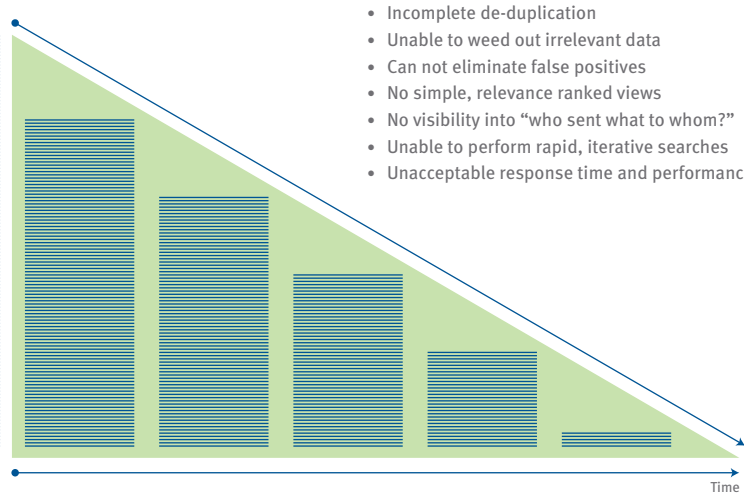 • Incomplete de-duplication
• Unable to weed out irrelevant data
• Can not eliminate false positives
• No simple, relevance ranked views
• No visibility into “who sent what to whom?”
• Unable to perform rapid, iterative searches
• Unacceptable response time and performanc
Time